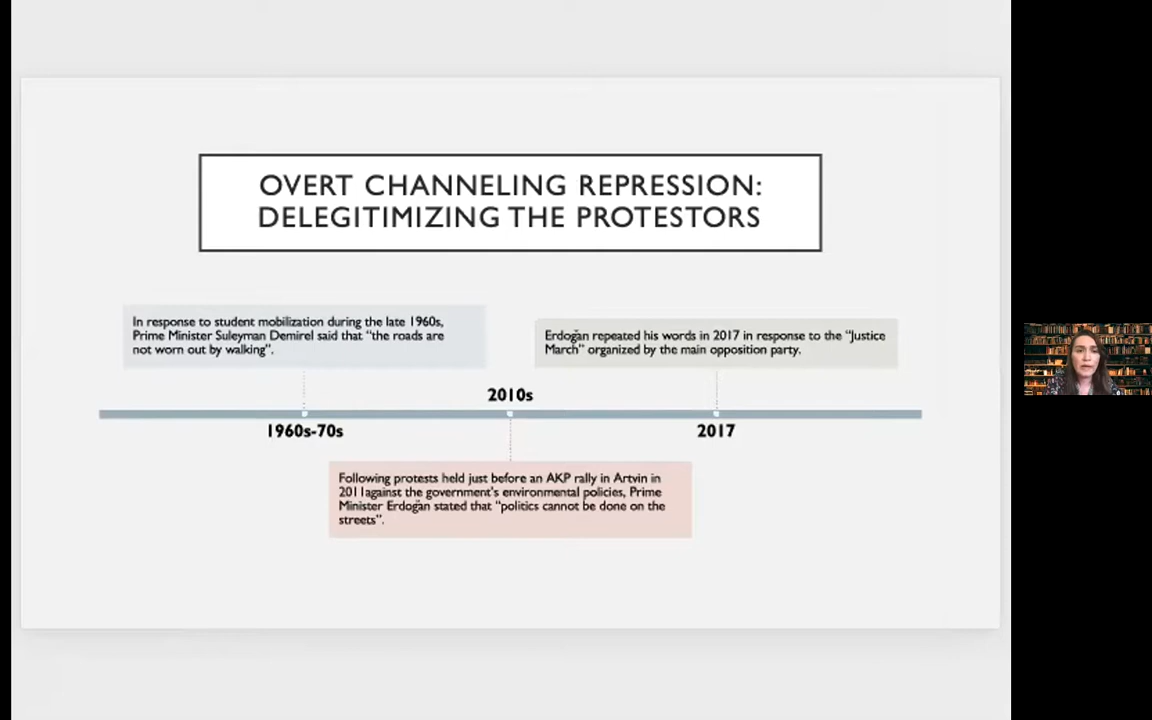 OVERT CHANNELING REPRESSION:
DELEGITIMIZING THE PROTESTORS
In response to student mobilization during the late 1960s,
Prime Minister Suleyman Demirel said that “the roads are
not worn out by walking”.
Erdoğan repeated his words in 2017 in response to the “Justice
March” organized by the main opposition party.
2010s
1960s-70s
2017
Following protests held just before an AKP rally in Artvin in
2011against the government’s environmental policies, Prime
Minister Erdoğan stated that “politics cannot be done on the
streets”.